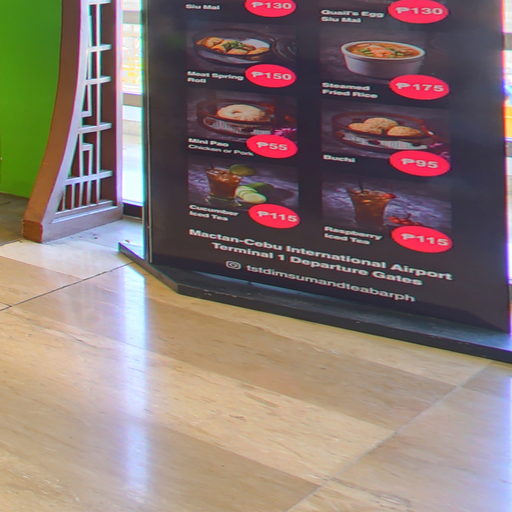 Siu Mai
₱130
Quail's Egg
Siu Mai
₱130
Meat Spring
Roll
₱150
Steamed
Fried Rice
₱175
Mini Pao
Chicken or Pork
₱55
Buchi
₱95
Cucumber
Iced Tea
₱115
Raspberry
Iced Tea
₱115
Mactan-Cebu International Airport
Terminal 1 Departure Gates
tstdimsumandteabarph